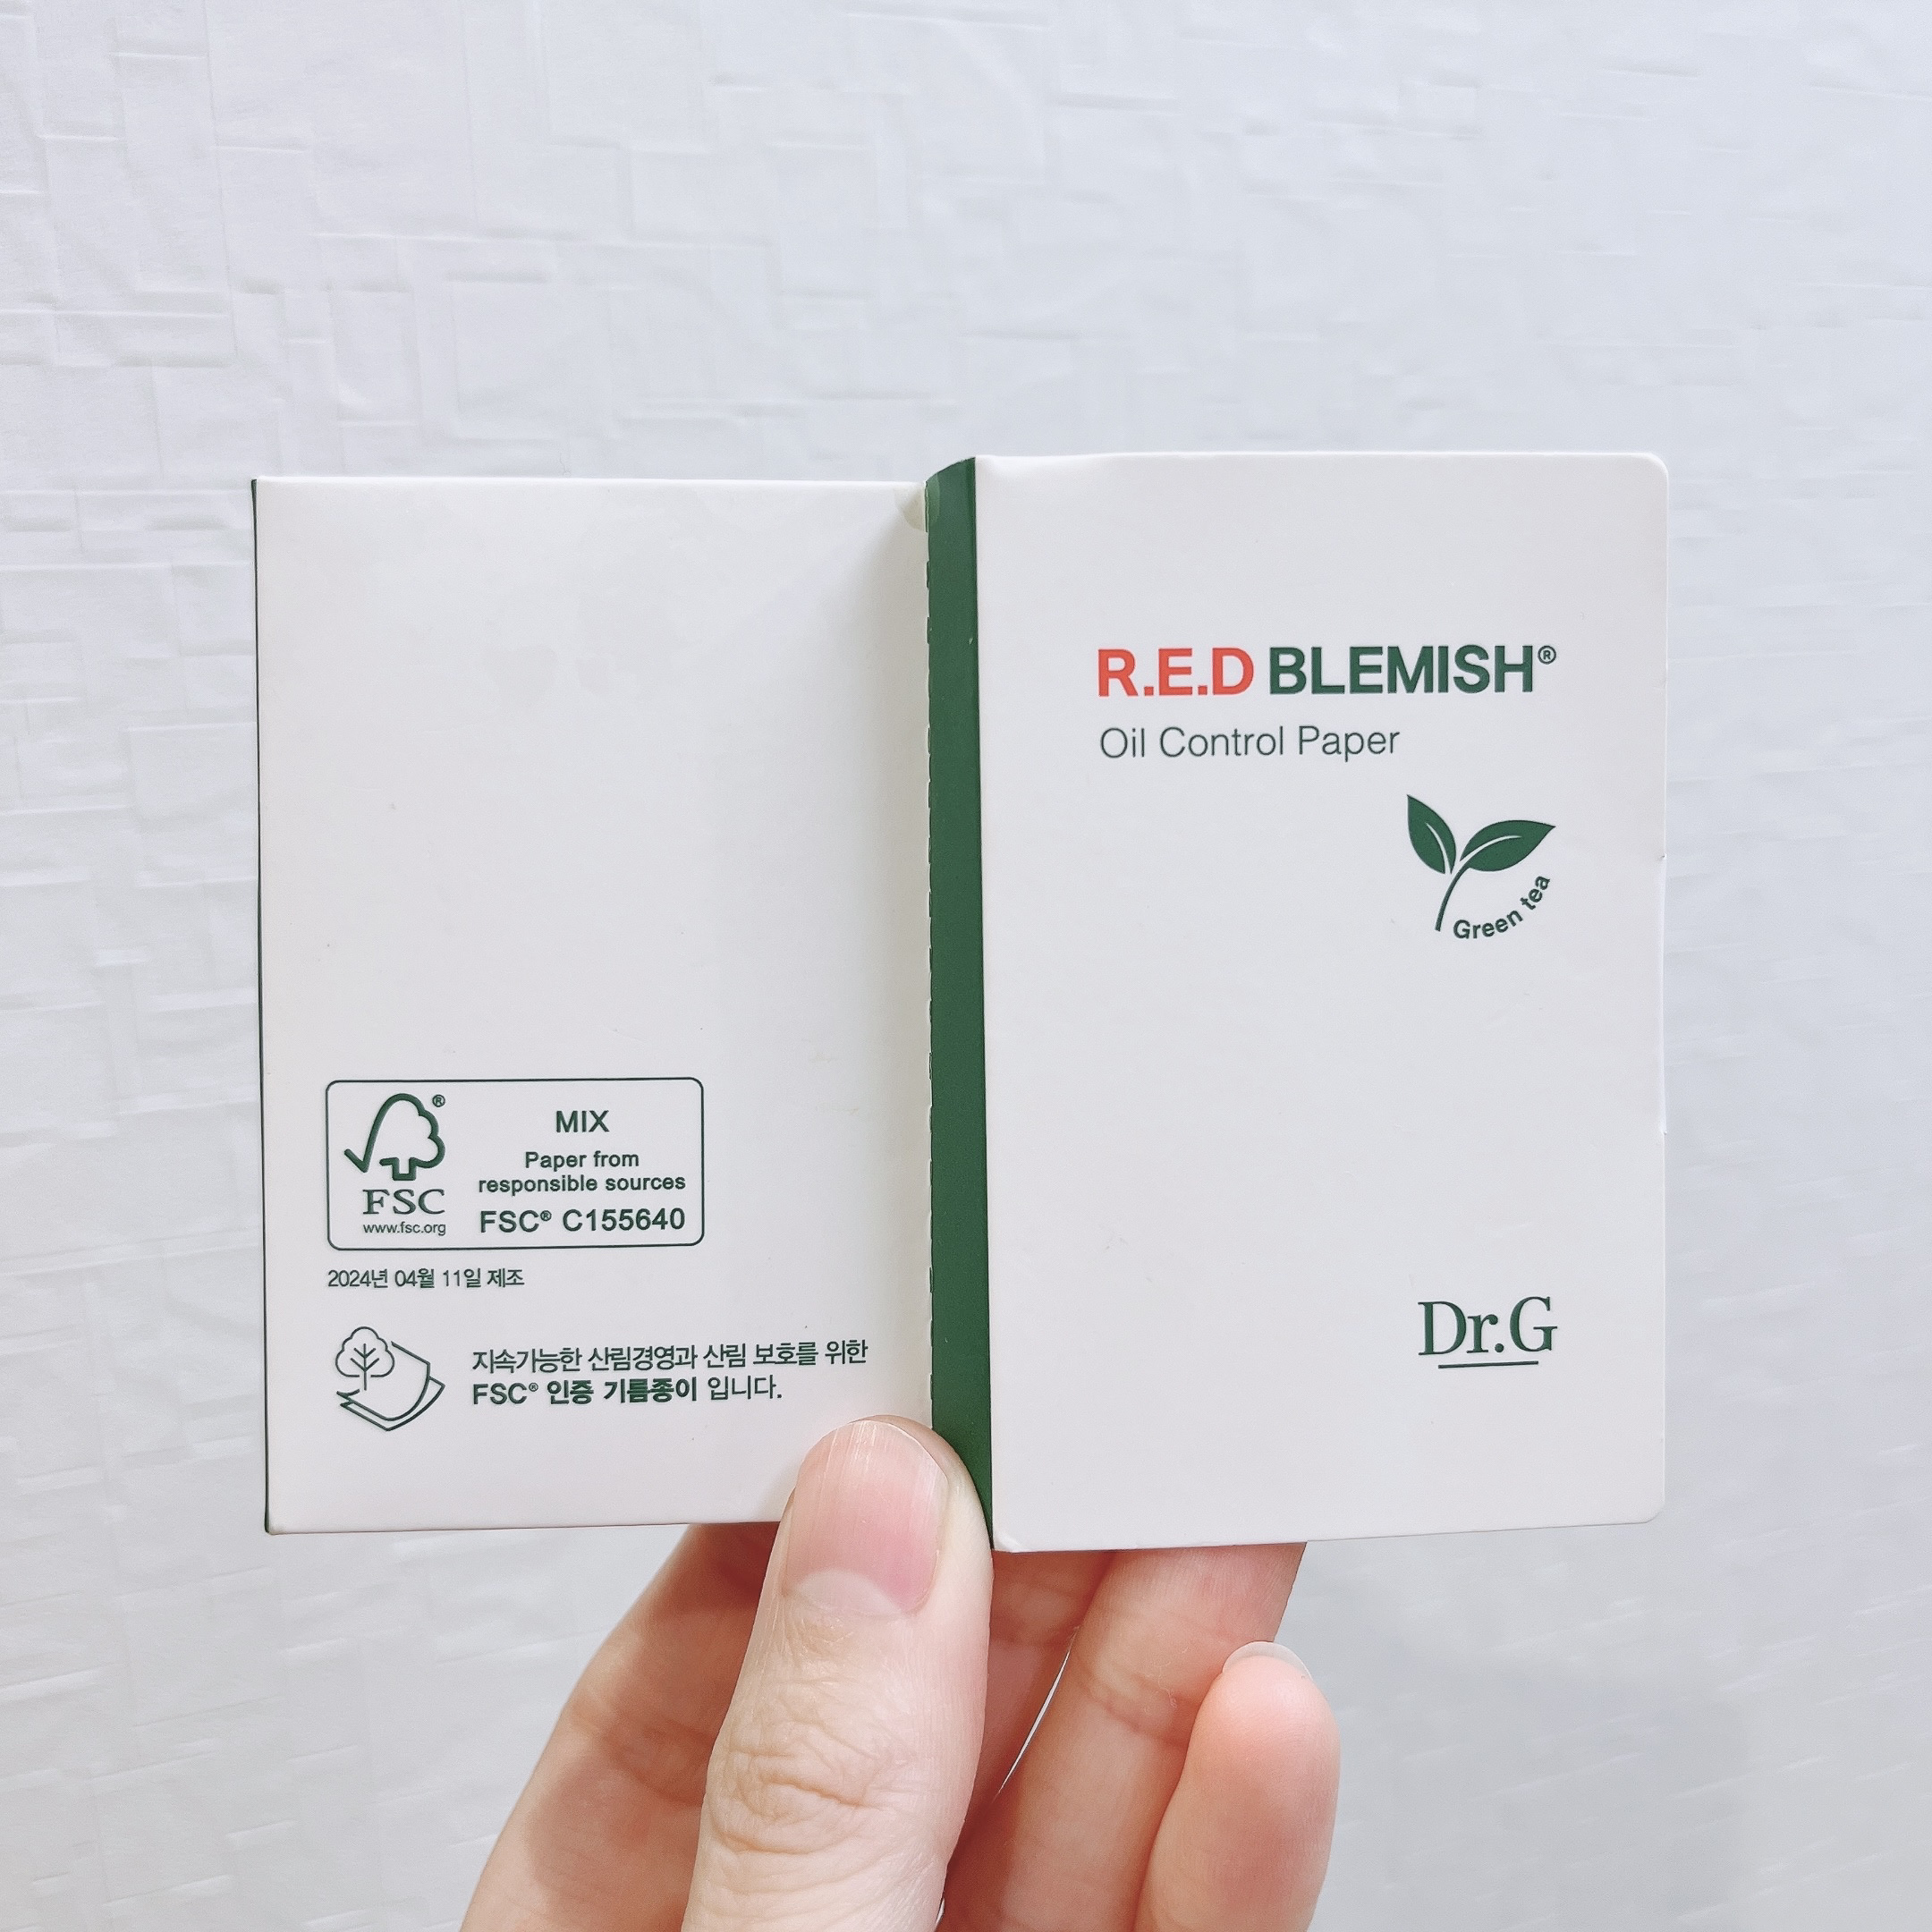 ®
MIX
Paper from
responsible sources
FSC
www.fsc.org
FSC® C155640
2024년 04월 11일 제조
지속가능한 산림경영과 산림 보호를 위한
FSC® 인증 기름종이 입니다.
R.E.D BLEMISH®
Oil Control Paper
Green tea
Dr.G